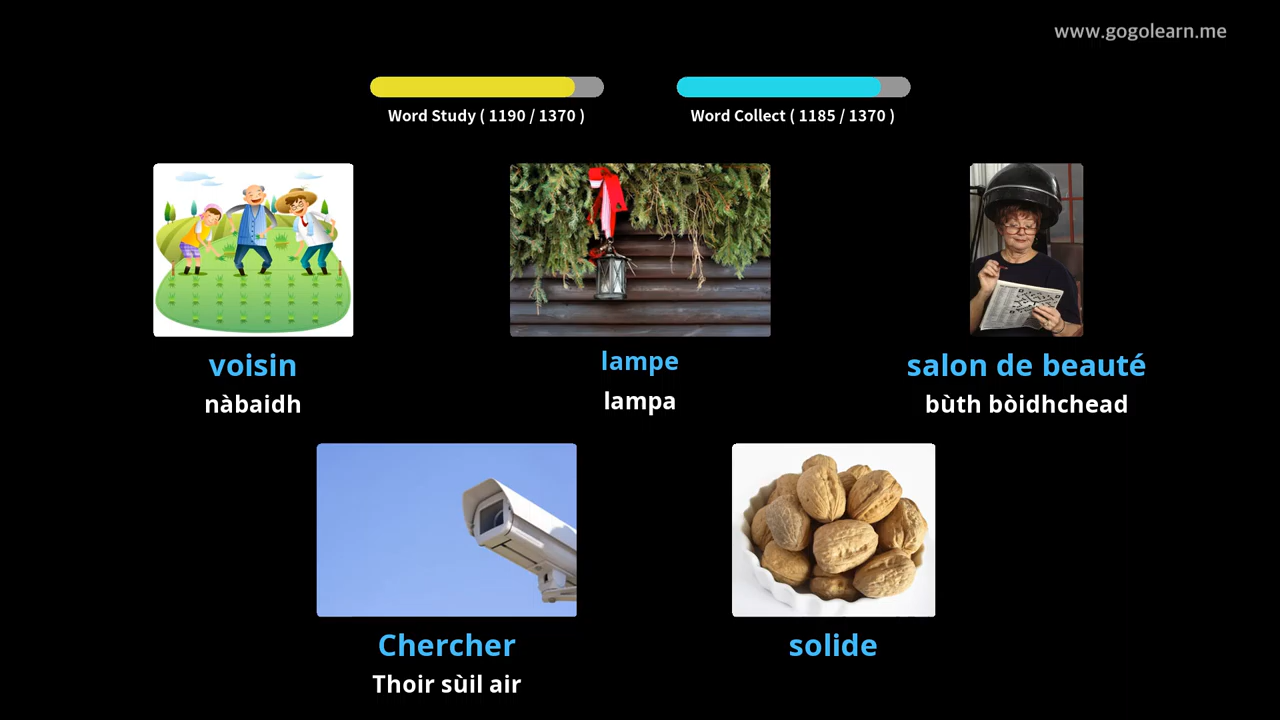 www.gogolearn.me
Word Study ( 1190 / 1370 )
Word Collect ( 1185 / 1370 )
voisin
nàbaidh
lampe
lampa
salon de beauté
bùth bòidhchead
Chercher
Thoir sùil air
solide